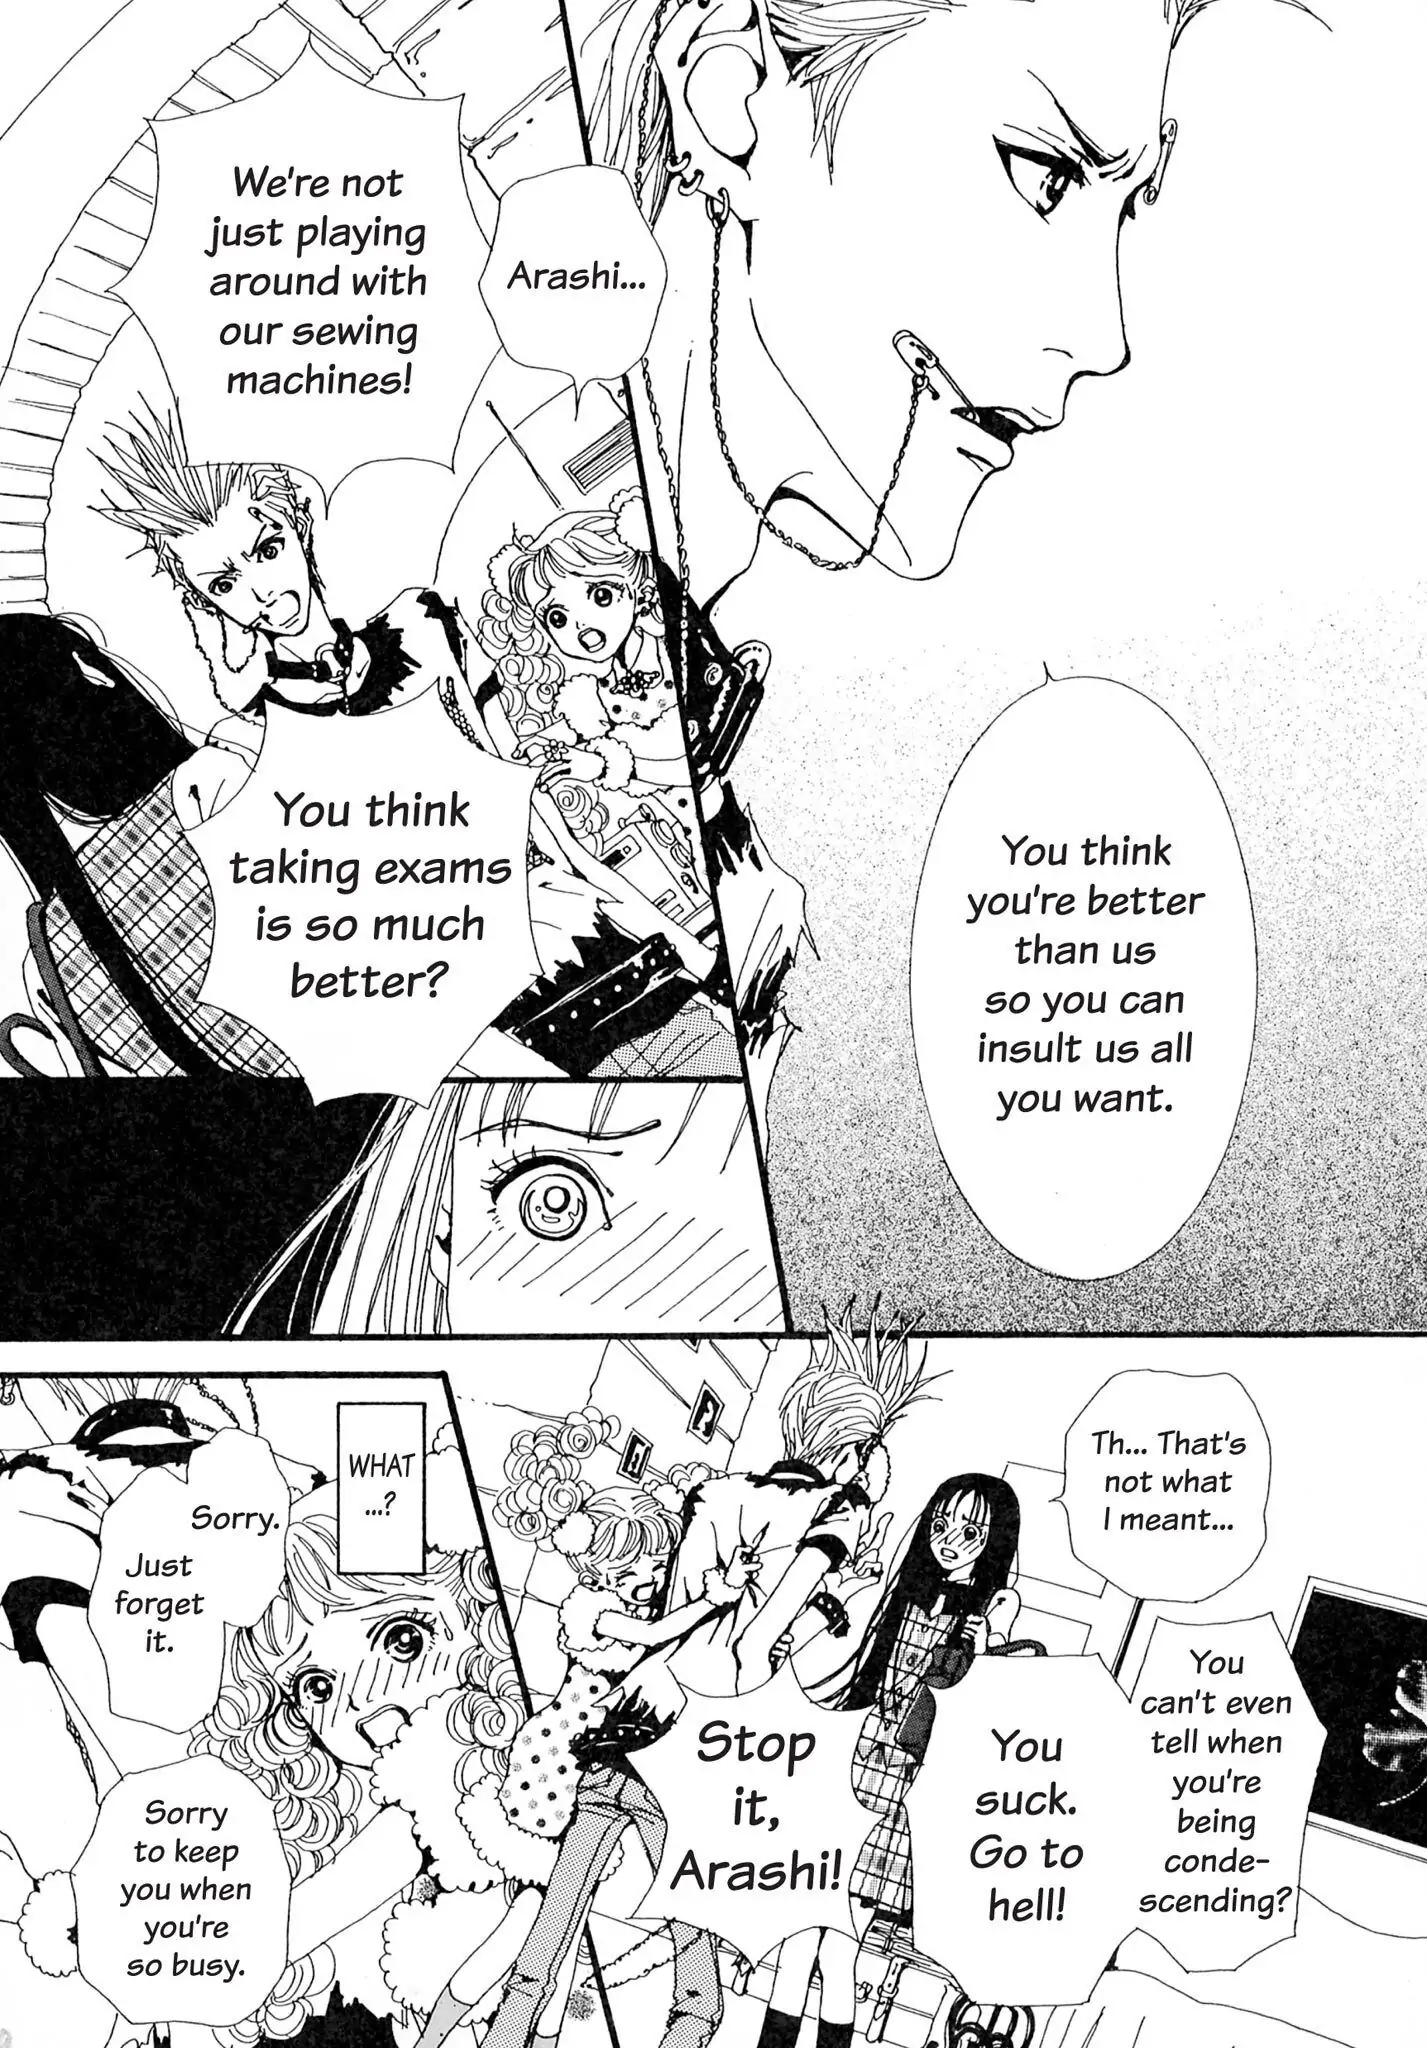 You think
you're better
than us
so you can
insult us all
you want.
Arashi...
We're not
just playing
around with
our sewing
machines!
You think
taking exams
is so much
better?
Th... That's
not what
I meant...
You
can't even
tell when
you're
being
conde-
scending?
You
suck.
Go to
hell!
Stop
it,
Arashi!
WHAT
...?
Sorry.
Just
forget
it.
Sorry
to keep
you when
you're
so busy.